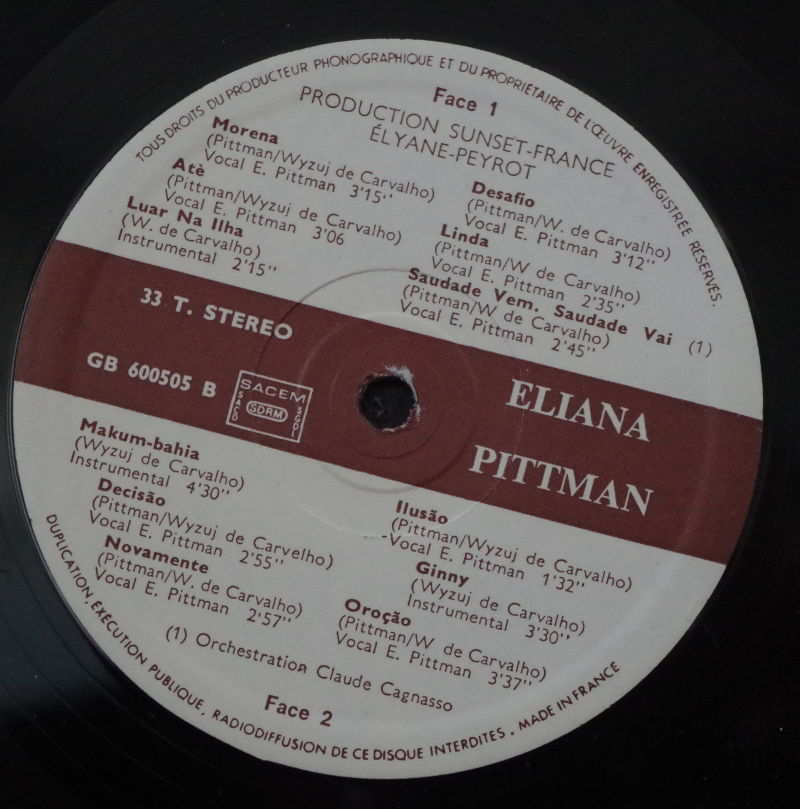 TOUS DROITS DU PRODUCTEUR PHONOGRAPHIQUE ET DU PROPRIÉTAIRE DE L'ŒUVRE ENREGISTRÉE RÉSERVÉS.
Face 1
PRODUCTION SUNSET-FRANCE
ÉLYANE-PEYROT
Morena
(Pittman/Wyzuj de Carvalho)
Vocal E. Pittman 3'15''
Atè
(Pittman/Wyzuj de Carvalho)
Vocal E. Pittman 3'06
Luar Na Ilha
(W. de Carvalho)
Instrumental 2'15''
Desafio
(Pittman/W. de Carvalho)
Vocal E. Pittman 3'12''
Linda
(Pittman/W de Carvalho)
Vocal E. Pittman 2'35''
Saudade Vem. Saudade Vai (1)
(Pittman/W de Carvalho)
Vocal E. Pittman 2'45''
33 T. STEREO
GB 600505 B
SACEM
SACD
SDRM
SGDL
ELIANA
PITTMAN
Makum-bahia
(Wyzuj de Carvalho)
Instrumental 4'30''
Decisão
(Pittman/Wyzuj de Carvelho)
Vocal E. Pittman 2'55''
Novamente
(Pittman/W. de Carvalho)
Vocal E. Pittman 2'57''
Ilusão
(Pittman/Wyzuj de Carvalho)
Vocal E. Pittman 1'32''
Ginny
(Wyzuj de Carvalho)
Instrumental 3'30''
Oroção
(Pittman/W de Carvalho)
Vocal E. Pittman 3'37''
(1) Orchestration Claude Cagnasso
Face 2
DUPLICATION, EXÉCUTION PUBLIQUE, RADIODIFFUSION DE CE DISQUE INTERDITES. MADE IN FRANCE